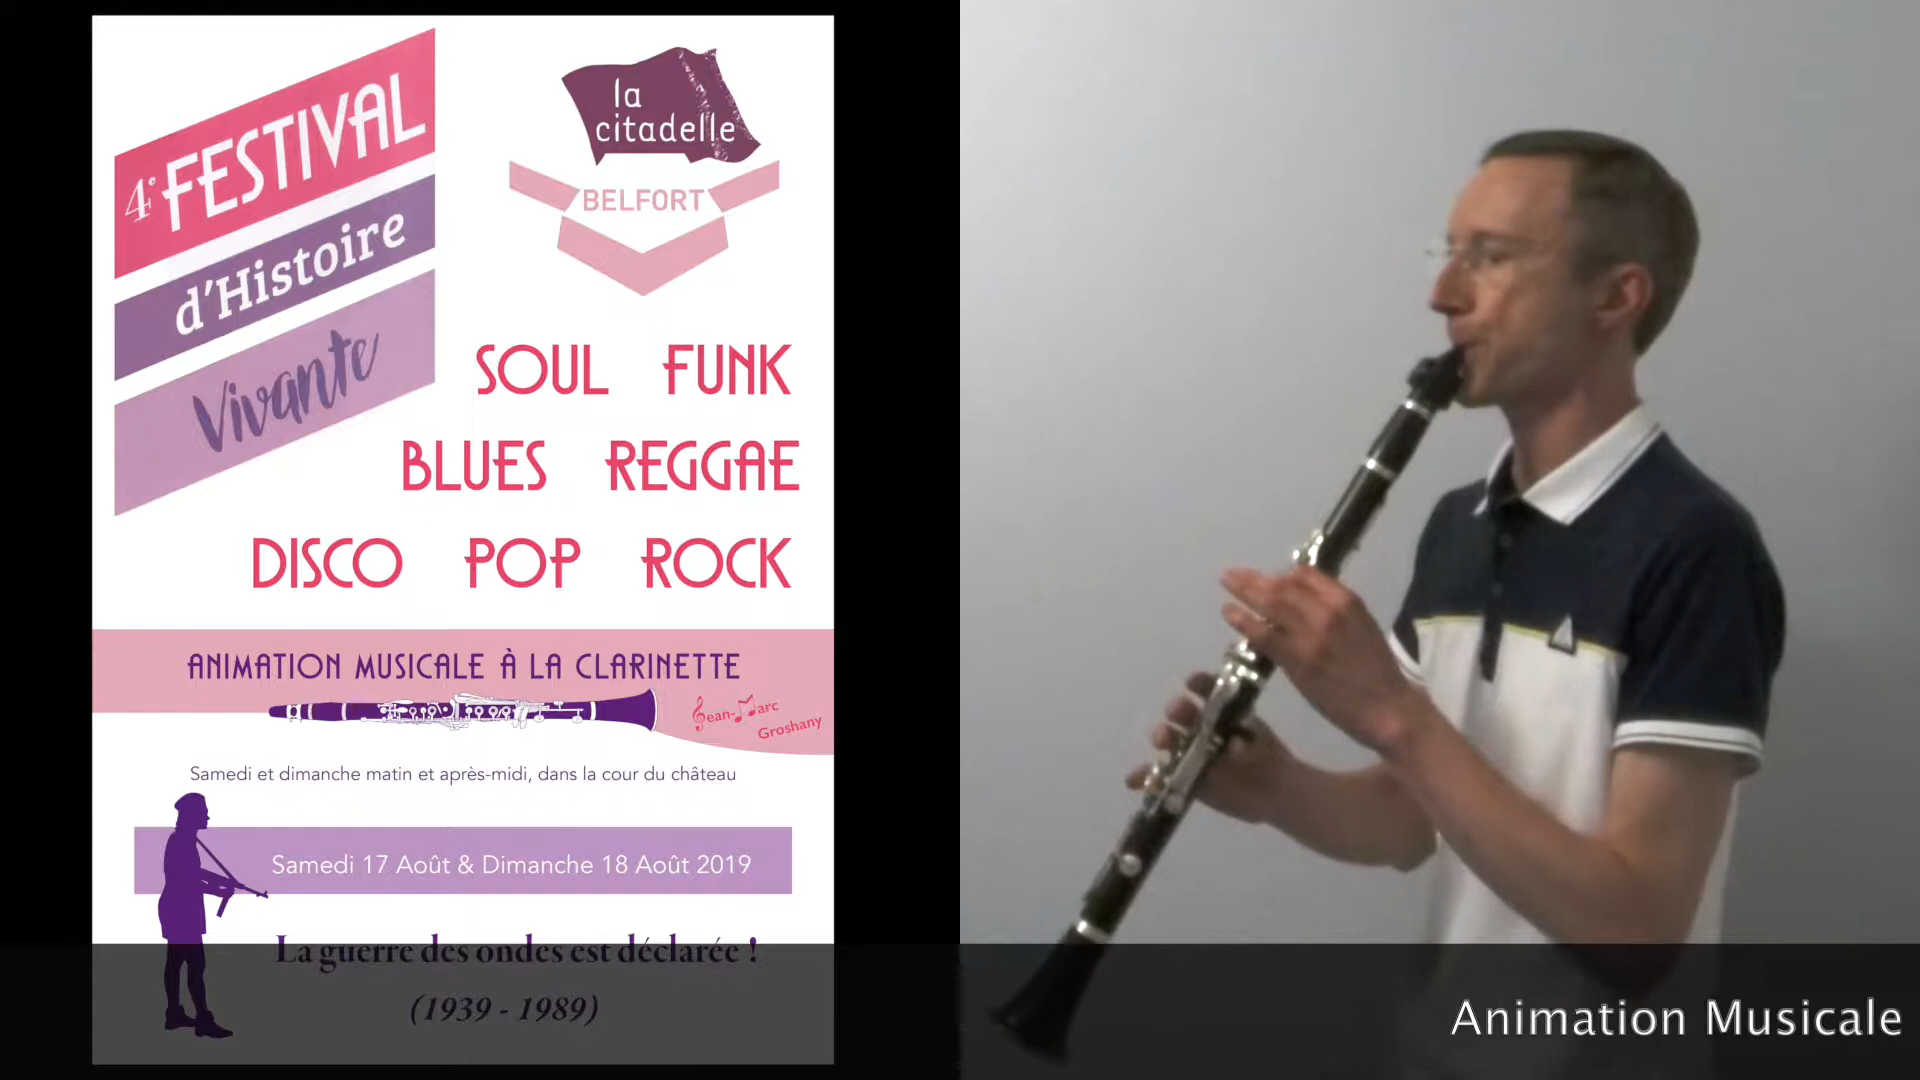 4e FESTIVAL
d'Histoire
Vivante
la
citadelle
BELFORT
SOUL FUNK
BLUES REGGAE
DISCO POP ROCK
ANIMATION MUSICALE À LA CLARINETTE
Jean-Marc
Groshany
Samedi et dimanche matin et après-midi, dans la cour du château
Samedi 17 Août & Dimanche 18 Août 2019
La guerre des ondes est déclarée !
(1939 - 1989)
Animation Musicale